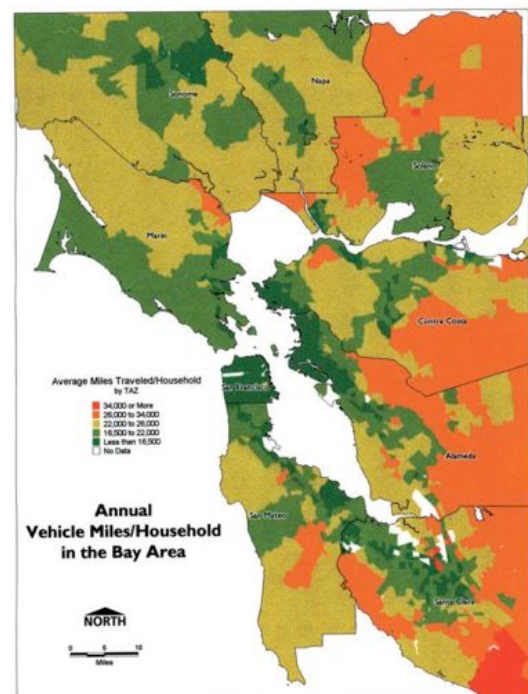 Sonoma
Napa
Solano
Marin
Contra Costa
Average Miles Traveled/Household
by TAZ
34,000 or More
26,000 to 34,000
22,000 to 26,000
16,500 to 22,000
Less than 16,500
No Data
San Francisco
Alameda
Annual
Vehicle Miles/Household
in the Bay Area
San Mateo
Santa Clara
NORTH
0 5 10
Miles